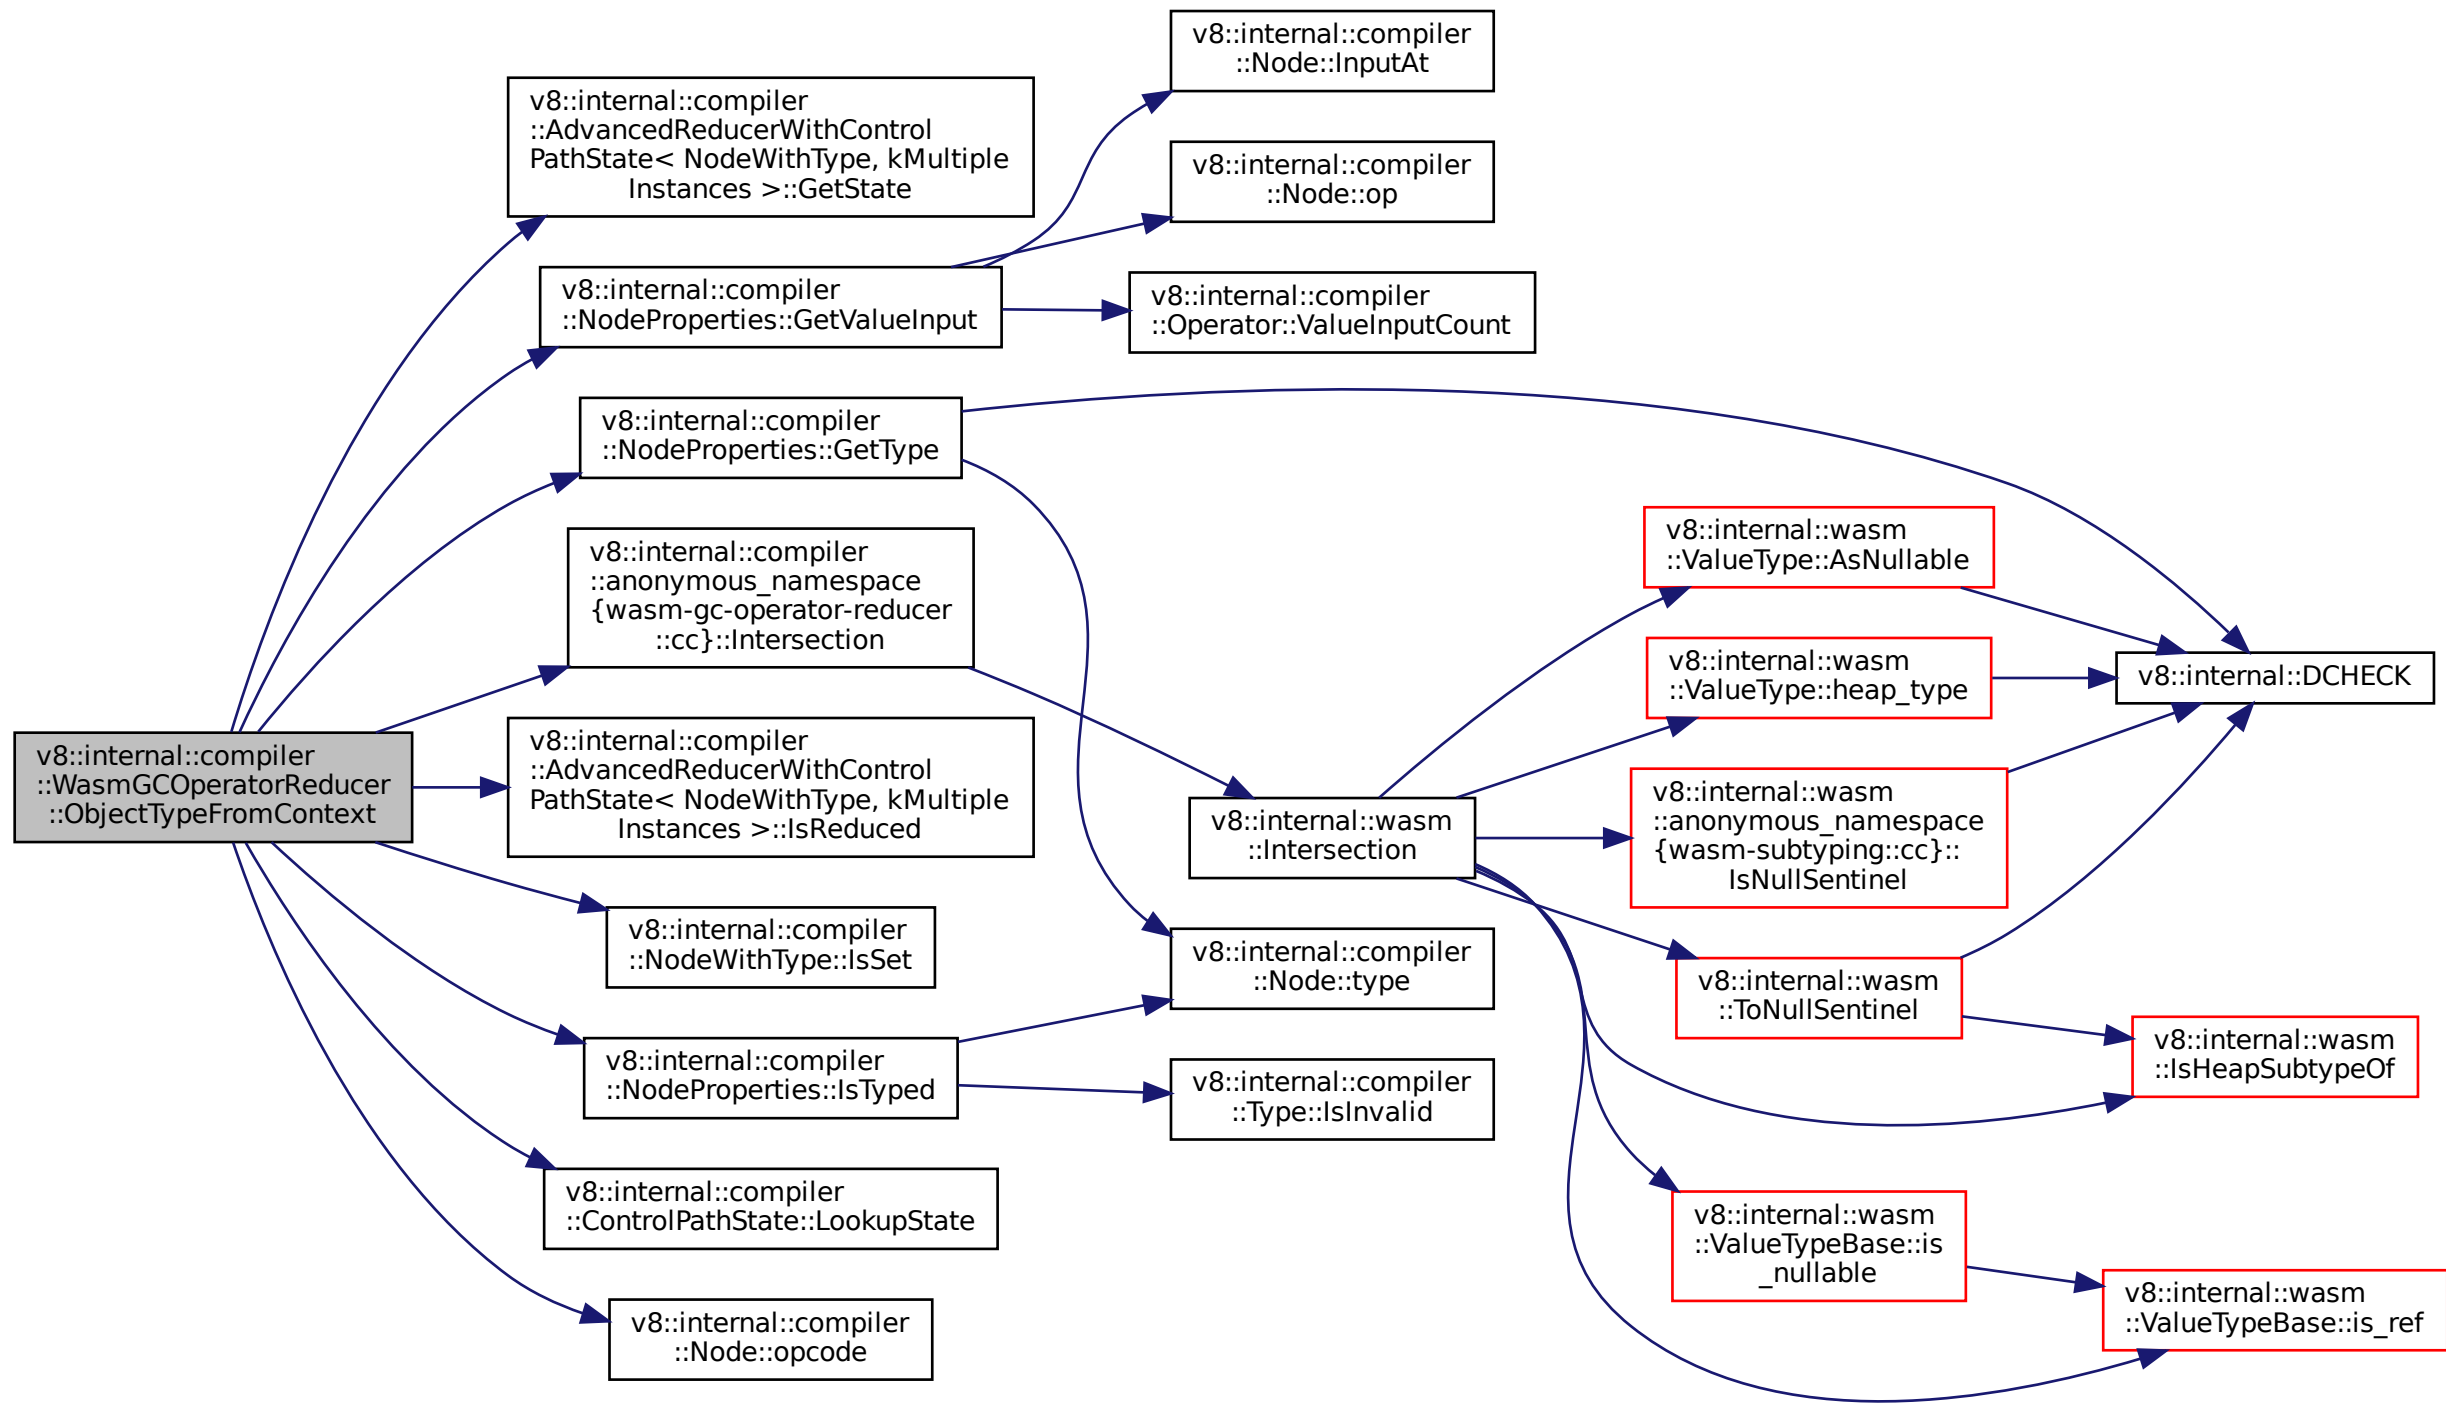 v8::internal::compiler
::WasmGCOperatorReducer
::ObjectTypeFromContext
v8::internal::compiler
::AdvancedReducerWithControl
PathState< NodeWithType, kMultiple
Instances >::GetState
v8::internal::compiler
::NodeProperties::GetValueInput
v8::internal::compiler
::NodeProperties::GetType
v8::internal::compiler
::anonymous_namespace
{wasm-gc-operator-reducer
::cc}::Intersection
v8::internal::compiler
::AdvancedReducerWithControl
PathState< NodeWithType, kMultiple
Instances >::IsReduced
v8::internal::compiler
::NodeWithType::IsSet
v8::internal::compiler
::NodeProperties::IsTyped
v8::internal::compiler
::ControlPathState::LookupState
v8::internal::compiler
::Node::opcode
v8::internal::compiler
::Node::InputAt
v8::internal::compiler
::Node::op
v8::internal::compiler
::Operator::ValueInputCount
v8::internal::wasm
::Intersection
v8::internal::compiler
::Node::type
v8::internal::compiler
::Type::IsInvalid
v8::internal::wasm
::ValueType::AsNullable
v8::internal::wasm
::ValueType::heap_type
v8::internal::wasm
::anonymous_namespace
{wasm-subtyping::cc}::
IsNullSentinel
v8::internal::wasm
::ToNullSentinel
v8::internal::wasm
::ValueTypeBase::is
_nullable
v8::internal::DCHECK
v8::internal::wasm
::IsHeapSubtypeOf
v8::internal::wasm
::ValueTypeBase::is_ref